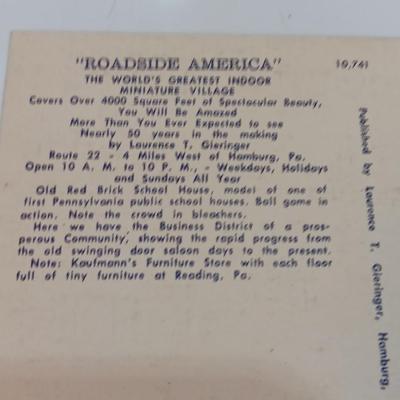 "ROADSIDE AMERICA"
10,741
THE WORLD'S GREATEST INDOOR
MINIATURE VILLAGE
Covers Over 4000 Square Feet of Spectacular Beauty,
You Will Be Amazed
More Than You Ever Expected to see
Nearly 50 years in the making
by Laurence T. Gieringer
Route 22 - 4 Miles West of Hamburg, Pa.
Open 10 A. M. to 10 P. M., - Weekdays, Holidays
and Sundays All Year
Old Red Brick School House, model of one of
first Pennsylvania public school houses. Ball game in
action. Note the crowd in bleachers.
Here we have the Business District of a pros-
perous Community, showing the rapid progress from
the old swinging door saloon days to the present.
Note: Kaufmann's Furniture Store with each floor
full of tiny furniture at Reading, Pa.
Published by Laurence T. Gieringer, Hamburg,